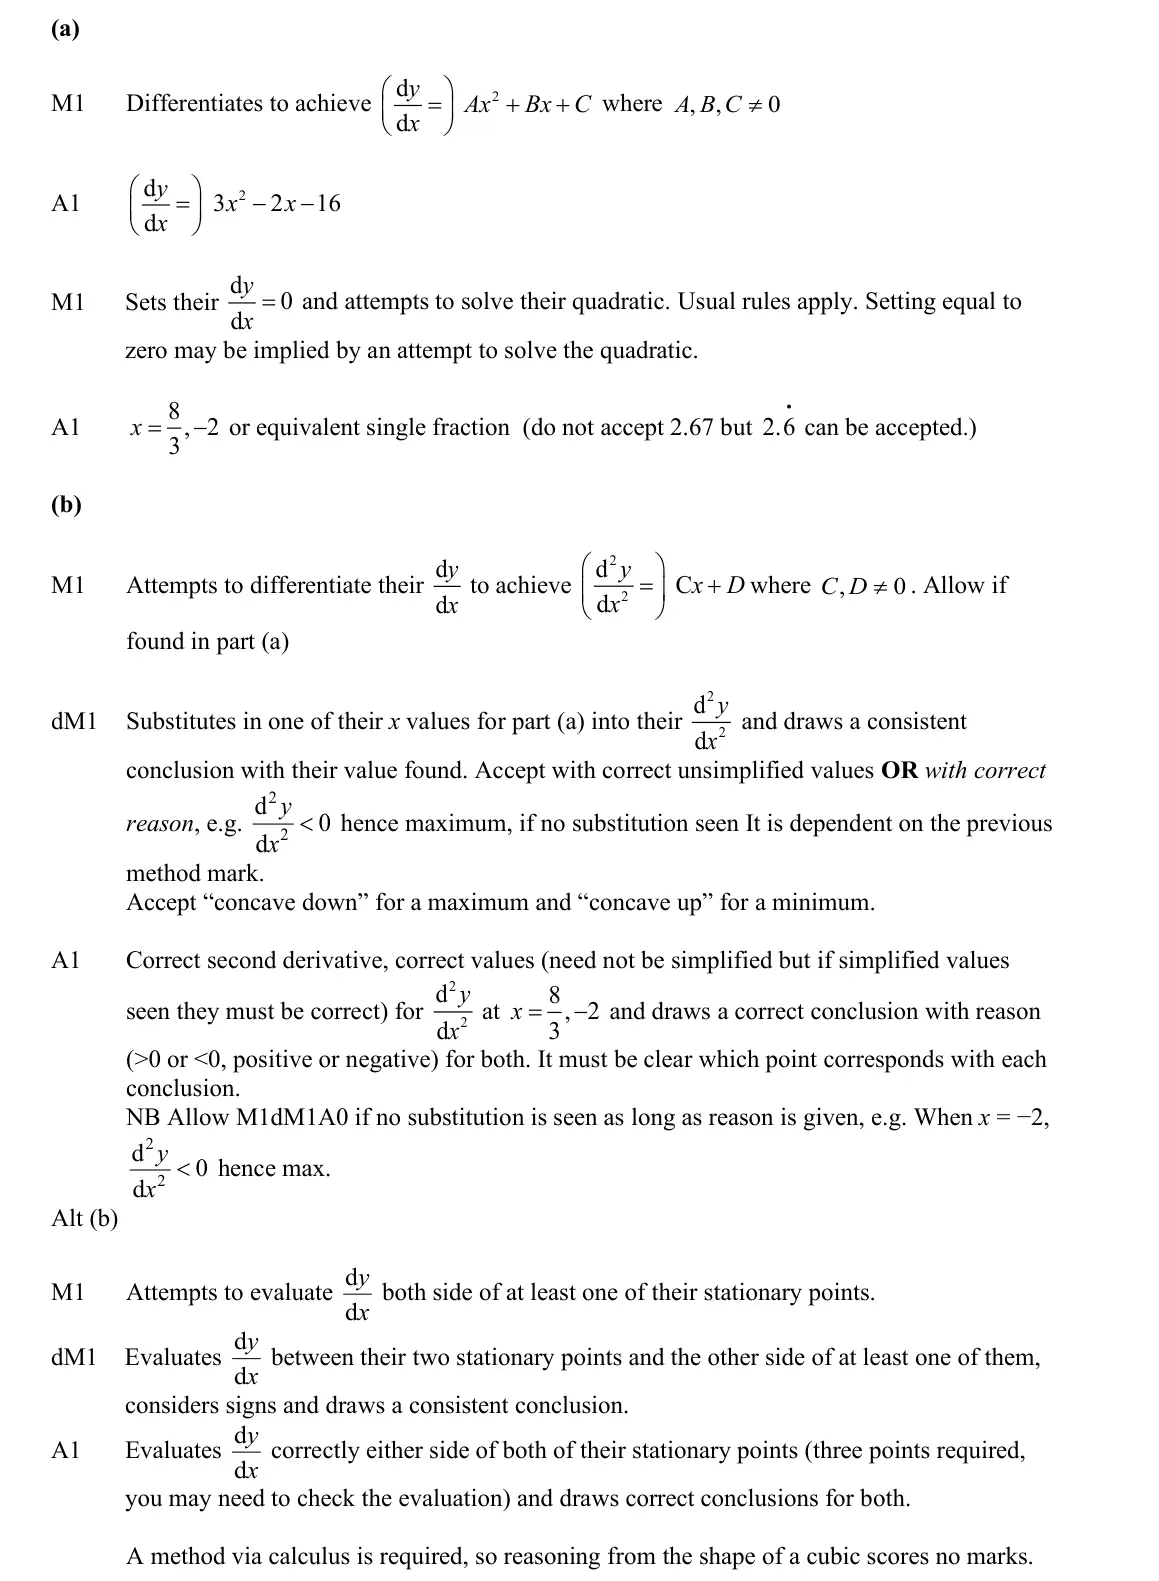 (a)
M1 Differentiates to achieve (dy/dx =) Ax² + Bx + C where A, B, C ≠ 0
A1 (dy/dx =) 3x² − 2x − 16
M1 Sets their dy/dx = 0 and attempts to solve their quadratic. Usual rules apply. Setting equal to
zero may be implied by an attempt to solve the quadratic.
A1 x = 8/3, −2 or equivalent single fraction (do not accept 2.67 but 2.6̇ can be accepted.)
(b)
M1 Attempts to differentiate their dy/dx to achieve (d²y/dx² =) Cx + D where C, D ≠ 0. Allow if
found in part (a)
dM1 Substitutes in one of their x values for part (a) into their d²y/dx² and draws a consistent
conclusion with their value found. Accept with correct unsimplified values OR with correct
reason, e.g. d²y/dx² < 0 hence maximum, if no substitution seen It is dependent on the previous
method mark.
Accept “concave down” for a maximum and “concave up” for a minimum.
A1 Correct second derivative, correct values (need not be simplified but if simplified values
seen they must be correct) for d²y/dx² at x = 8/3, −2 and draws a correct conclusion with reason
(>0 or <0, positive or negative) for both. It must be clear which point corresponds with each
conclusion.
NB Allow M1dM1A0 if no substitution is seen as long as reason is given, e.g. When x = −2,
d²y/dx² < 0 hence max.
Alt (b)
M1 Attempts to evaluate dy/dx both side of at least one of their stationary points.
dM1 Evaluates dy/dx between their two stationary points and the other side of at least one of them,
considers signs and draws a consistent conclusion.
A1 Evaluates dy/dx correctly either side of both of their stationary points (three points required,
you may need to check the evaluation) and draws correct conclusions for both.
A method via calculus is required, so reasoning from the shape of a cubic scores no marks.